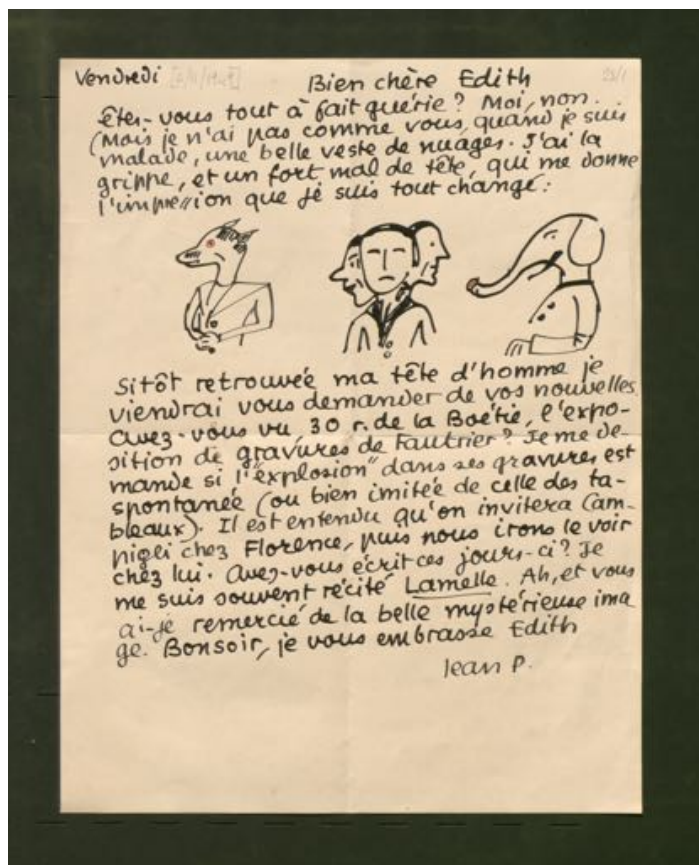 Vendredi
Bien chère Edith
êtes-vous tout à fait guérie? Moi, non.
(Mais je n'ai pas comme vous, quand je suis
malade, une belle veste de nuages. J'ai la
grippe, et un fort mal de tête, qui me donne
l'impression que je suis tout changé:
Sitôt retrouvée ma tête d'homme je
viendrai vous demander de vos nouvelles.
avez-vous vu, 30 r. de la Boëtie, l'expo-
sition de gravures de Fautrier? Je me de-
mande si l'"explosion" dans ses gravures est
spontanée (ou bien imitée de celle des ta-
bleaux). Il est entendu qu'on invitera Cam-
pigli chez Florence, puis nous irons le voir
chez lui. avez-vous écrit ces jours-ci? Je
me suis souvent récité Lamelle. Ah, et vous
ai-je remercié de la belle mystérieuse ima
ge. Bonsoir, je vous embrasse Edith
Jean P.